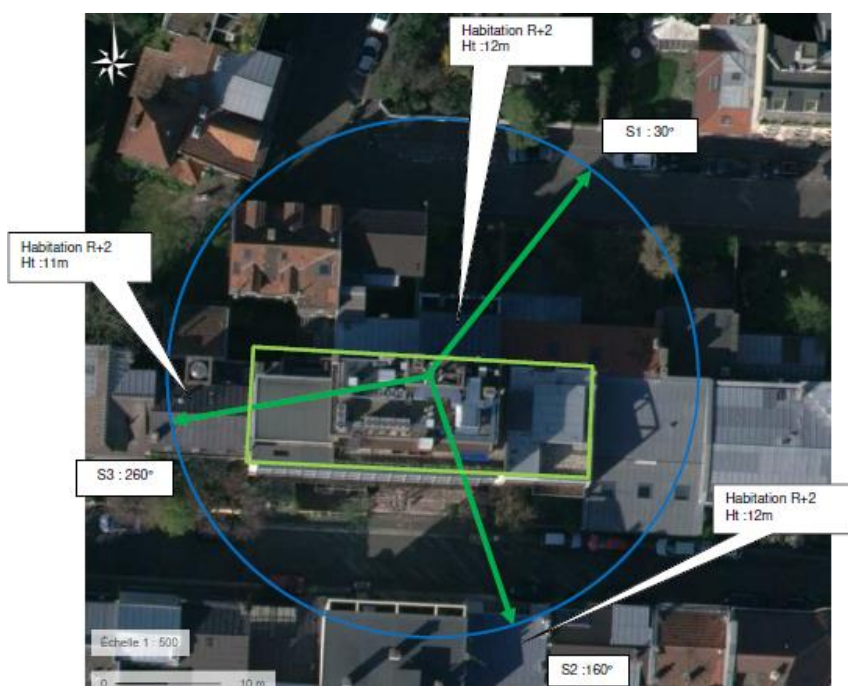 Habitation R+2
Ht :12m
S1 : 30°
Habitation R+2
Ht :11m
S3 : 260°
Habitation R+2
Ht :12m
Échelle 1 : 500
S2 :160°
0 10 m